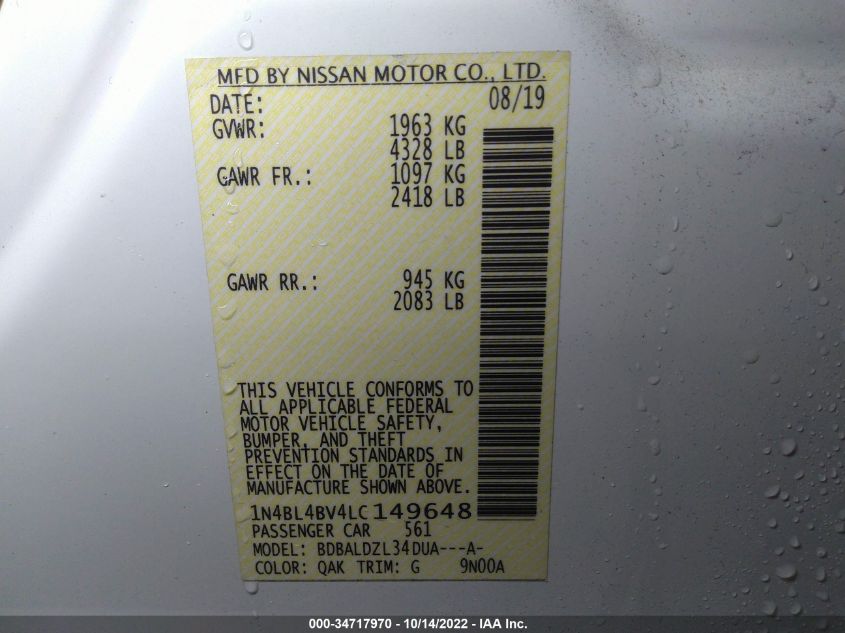 MFD BY NISSAN MOTOR CO., LTD.
DATE: 08/19
GVWR: 1963 KG
4328 LB
GAWR FR.: 1097 KG
2418 LB
GAWR RR.: 945 KG
2083 LB
THIS VEHICLE CONFORMS TO
ALL APPLICABLE FEDERAL
MOTOR VEHICLE SAFETY,
BUMPER, AND THEFT
PREVENTION STANDARDS IN
EFFECT ON THE DATE OF
MANUFACTURE SHOWN ABOVE.
1N4BL4BV4LC149648
PASSENGER CAR 561
MODEL: BDBALDZL34DUA---A-
COLOR: QAK TRIM: G 9N00A
000-34717970 - 10/14/2022 - IAA Inc.